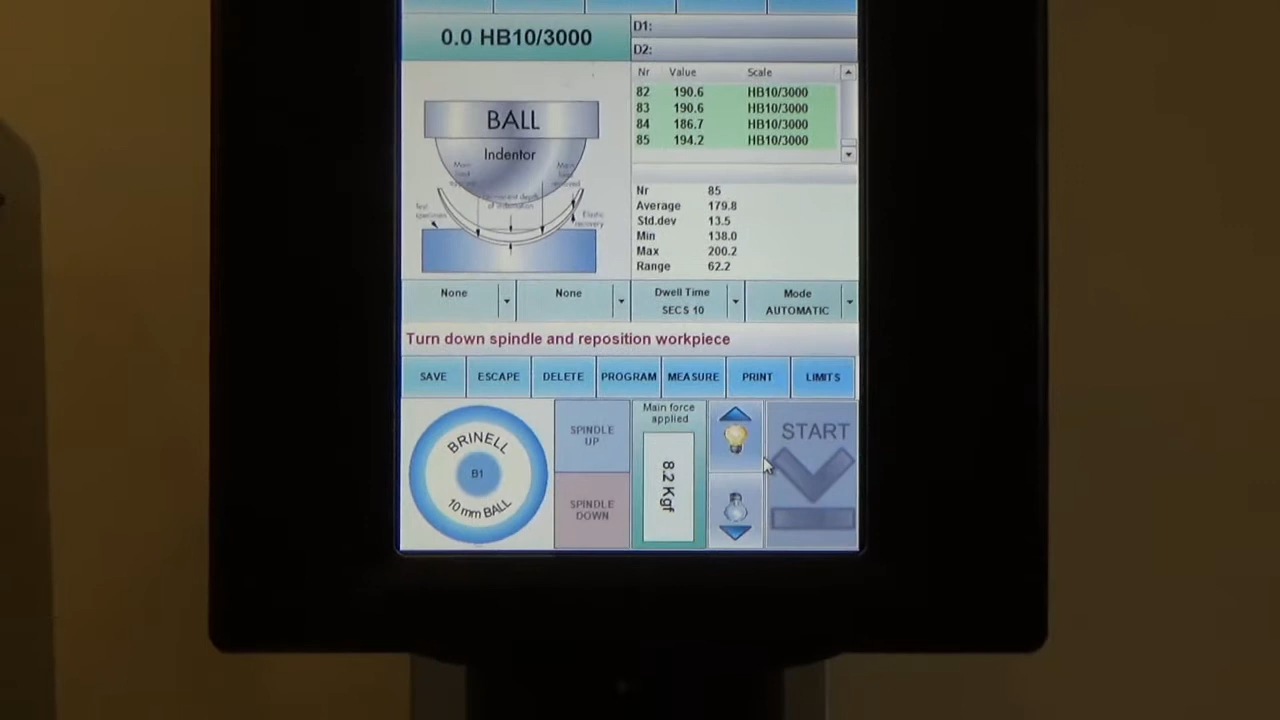 0.0 HB10/3000
D1:
D2:
Nr Value Scale
82 190.6 HB10/3000
83 190.6 HB10/3000
84 186.7 HB10/3000
85 194.2 HB10/3000
BALL
Indentor
Nr 85
Average 179.8
Std.dev 13.5
Min 138.0
Max 200.2
Range 62.2
Elastic
recovery
None
None
Dwell Time
SECS 10
Mode
AUTOMATIC
Turn down spindle and reposition workpiece
SAVE ESCAPE DELETE PROGRAM MEASURE PRINT LIMITS
BRINELL
B1
10 mm BALL
SPINDLE
UP
SPINDLE
DOWN
Main force
applied
8.2 Kgf
START